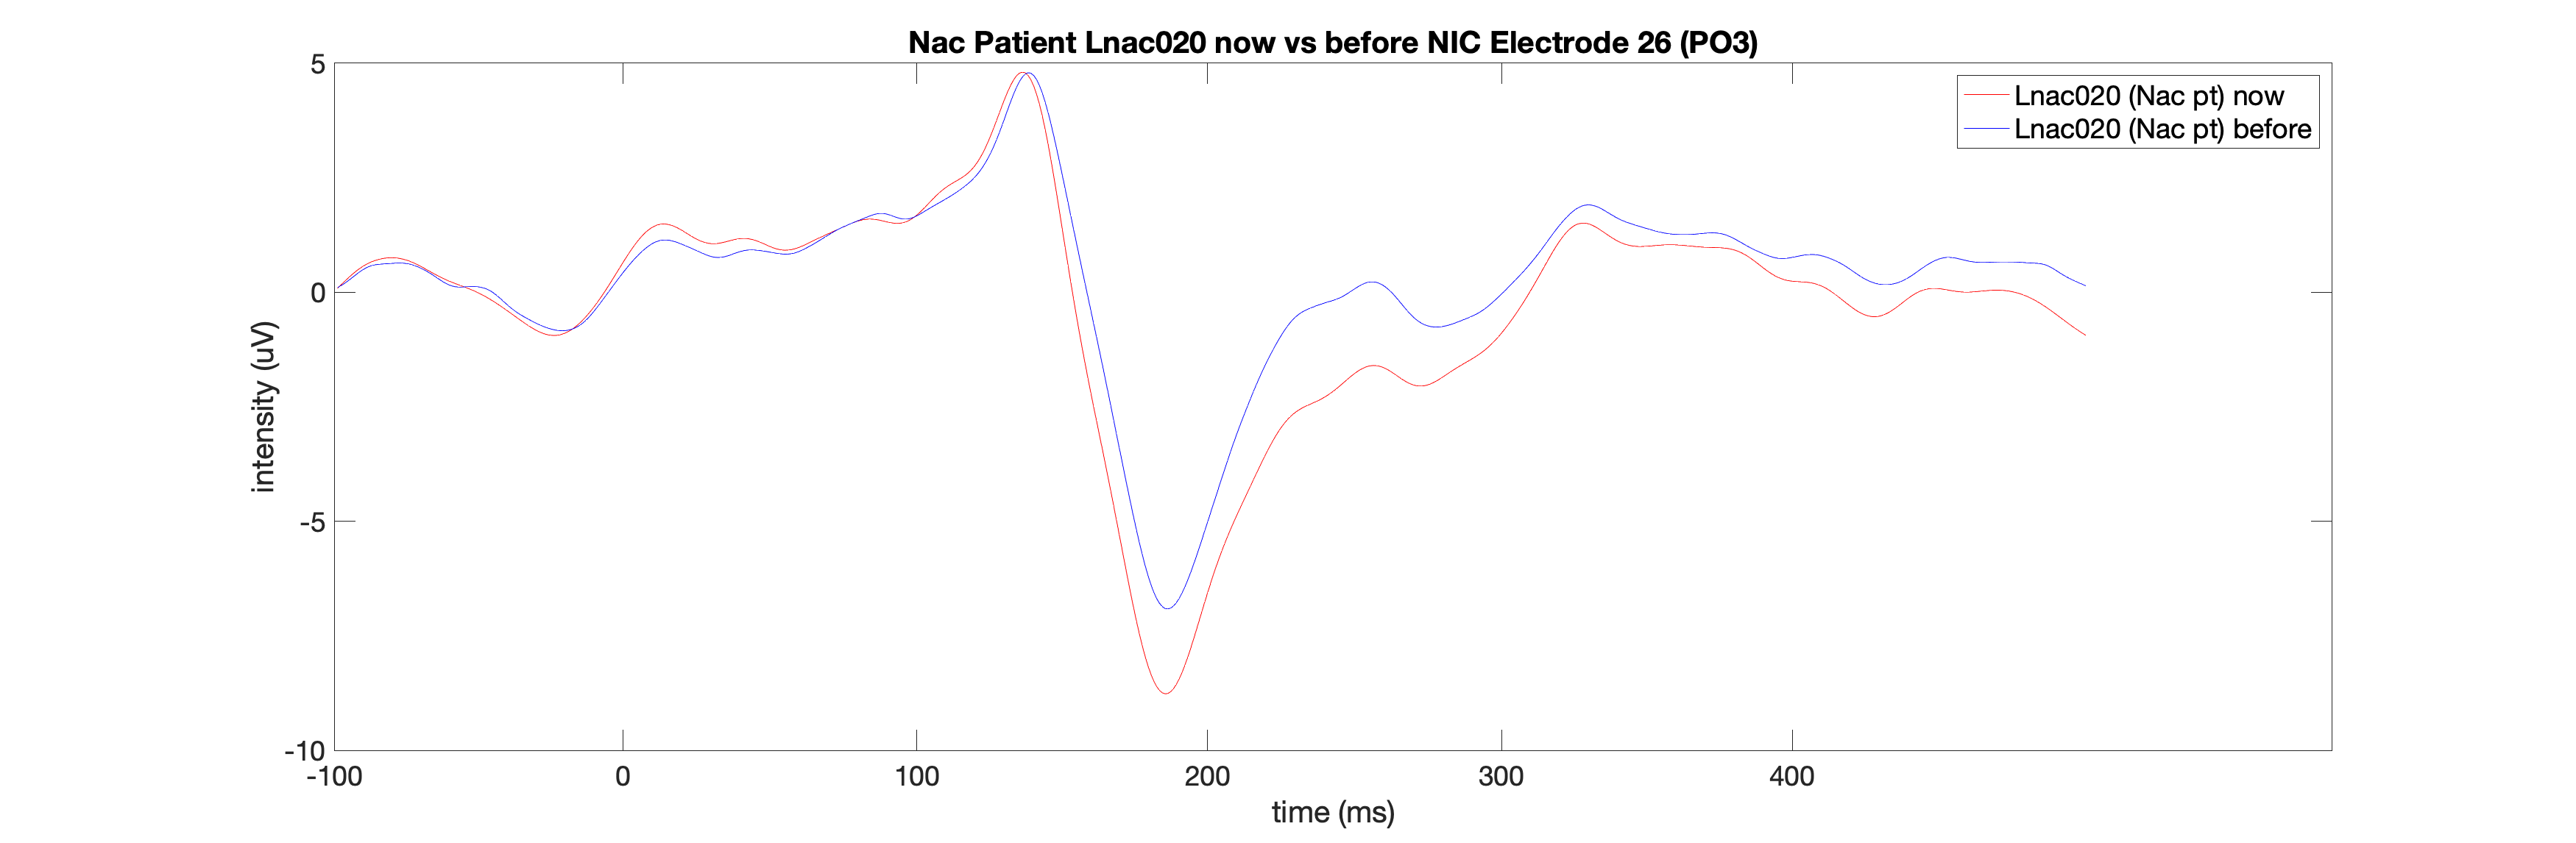 Nac Patient Lnac020 now vs before NIC Electrode 26 (PO3)
5
0
-5
-10
intensity (uV)
Lnac020 (Nac pt) now
Lnac020 (Nac pt) before
-100 0 100 200 300 400
time (ms)